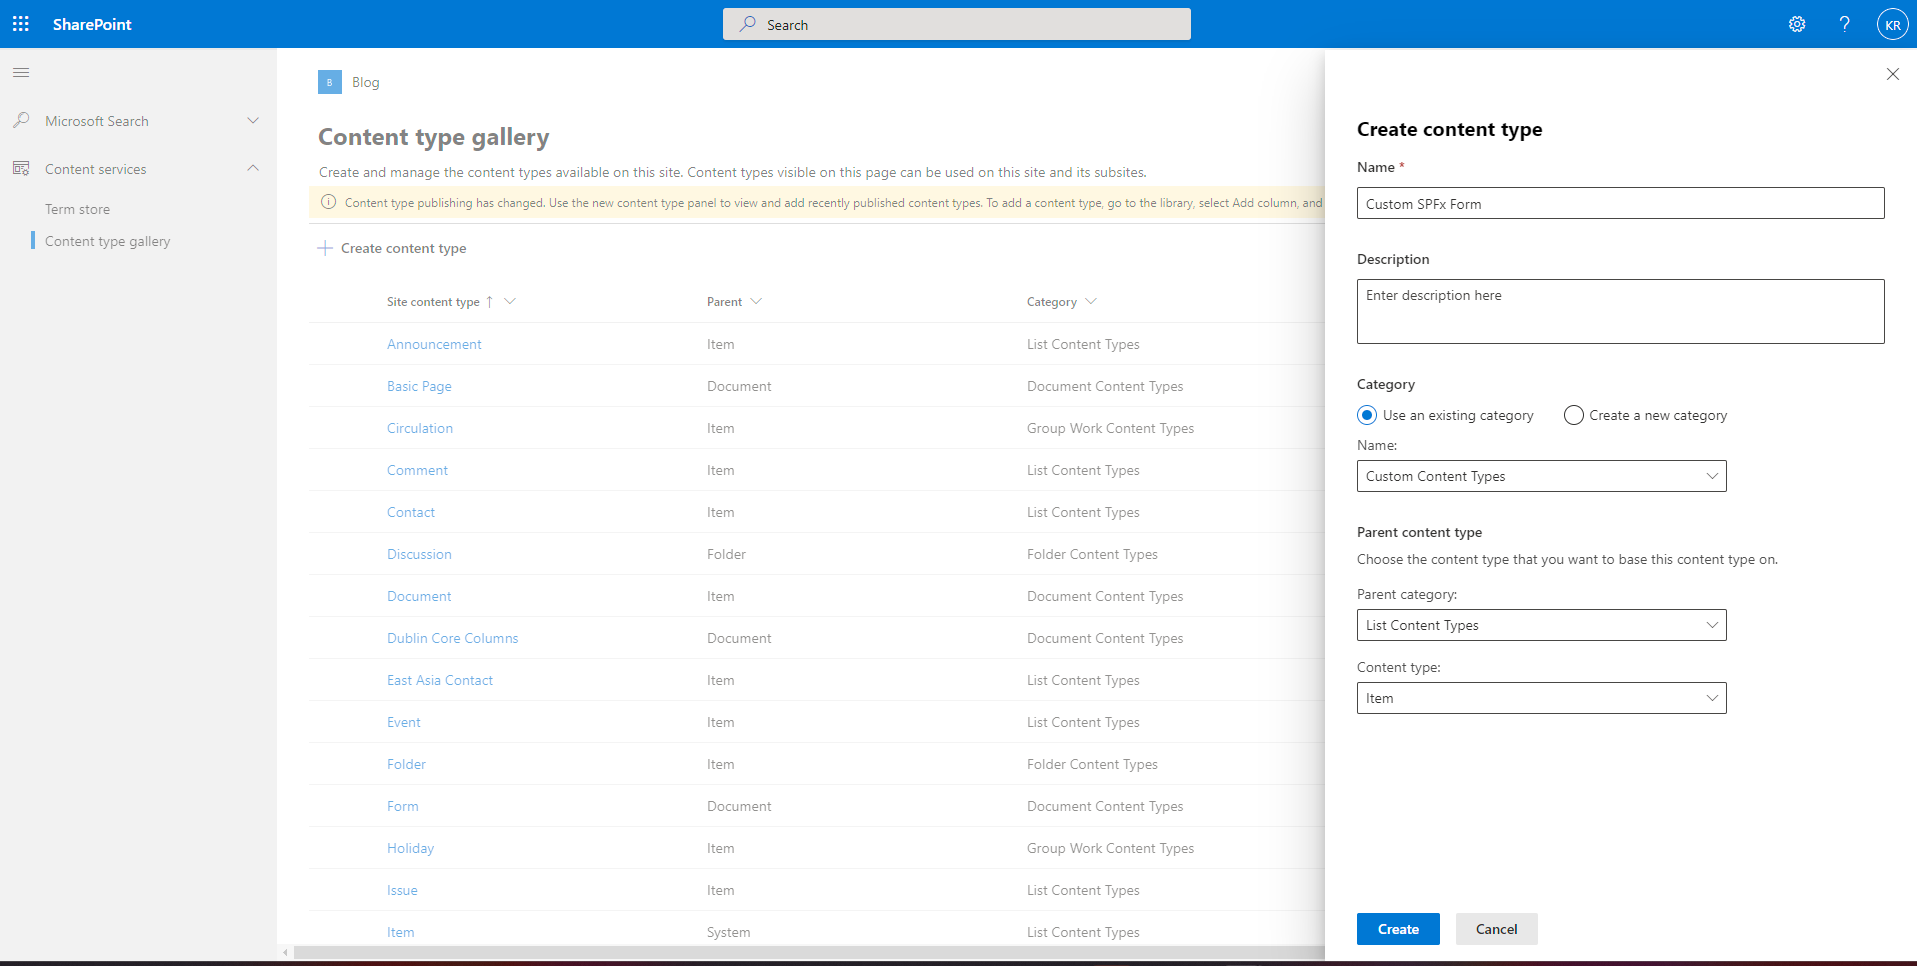 SharePoint
Search
?
KR
Microsoft Search
Content services
Term store
Content type gallery
B Blog
Content type gallery
Create and manage the content types available on this site. Content types visible on this page can be used on this site and its subsites.
Content type publishing has changed. Use the new content type panel to view and add recently published content types. To add a content type, go to the library, select Add column, and
Create content type
Site content type ↑ Parent Category
Announcement Item List Content Types
Basic Page Document Document Content Types
Circulation Item Group Work Content Types
Comment Item List Content Types
Contact Item List Content Types
Discussion Folder Folder Content Types
Document Item Document Content Types
Dublin Core Columns Document Document Content Types
East Asia Contact Item List Content Types
Event Item List Content Types
Folder Item Folder Content Types
Form Document Document Content Types
Holiday Item Group Work Content Types
Issue Item List Content Types
Item System List Content Types
Create content type
Name *
Custom SPFx Form
Description
Enter description here
Category
Use an existing category Create a new category
Name:
Custom Content Types
Parent content type
Choose the content type that you want to base this content type on.
Parent category:
List Content Types
Content type:
Item
Create Cancel